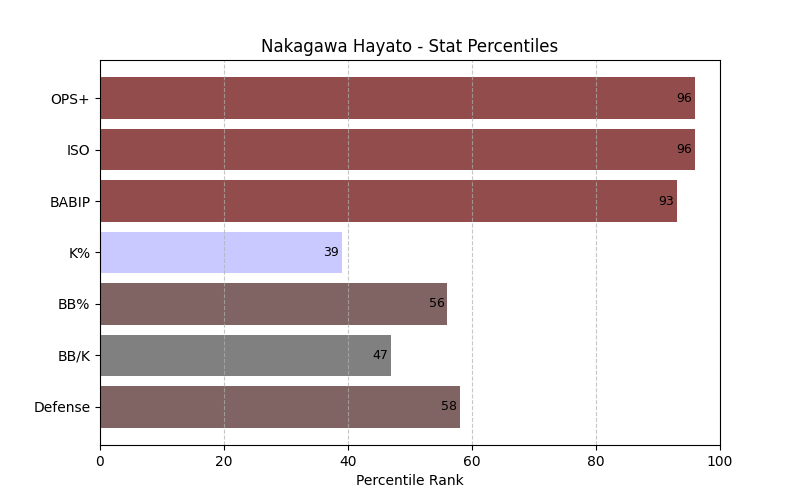 Nakagawa Hayato - Stat Percentiles
OPS+ 96
ISO 96
BABIP 93
K% 39
BB% 56
BB/K 47
Defense 58
0 20 40 60 80 100
Percentile Rank